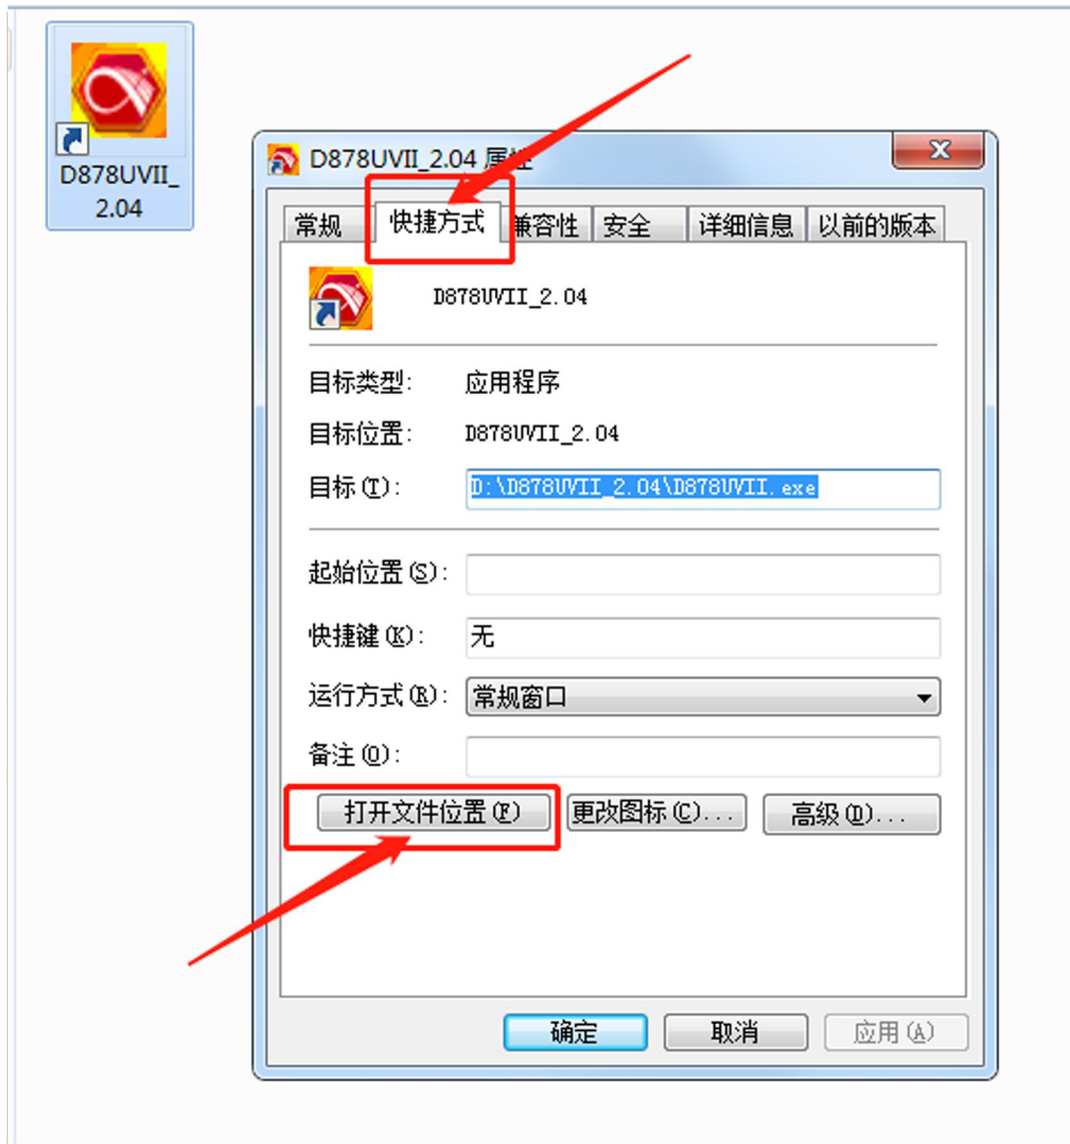 D878UVII_
2.04
D878UVII_2.04 属性
常规 快捷方式 兼容性 安全 详细信息 以前的版本
D878UVII_2.04
目标类型: 应用程序
目标位置: D878UVII_2.04
目标(T): D:\D878UVII_2.04\D878UVII.exe
起始位置(S):
快捷键(K): 无
运行方式(R): 常规窗口
备注(O):
打开文件位置(F) 更改图标(C)... 高级(D)...
确定 取消 应用(A)